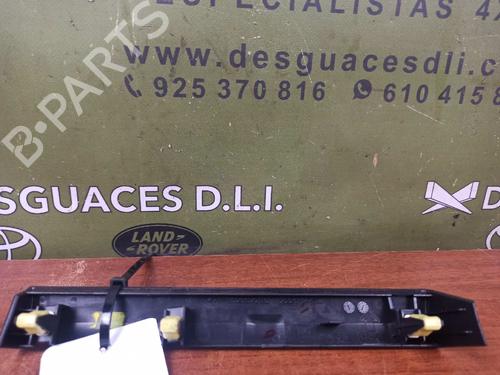 ESPECIALISTAS 4
www.desguacesdli.c
925 370 816 610 415 8
B-PARTS
SGUACES D.L.I.
D
LAND
ROVER